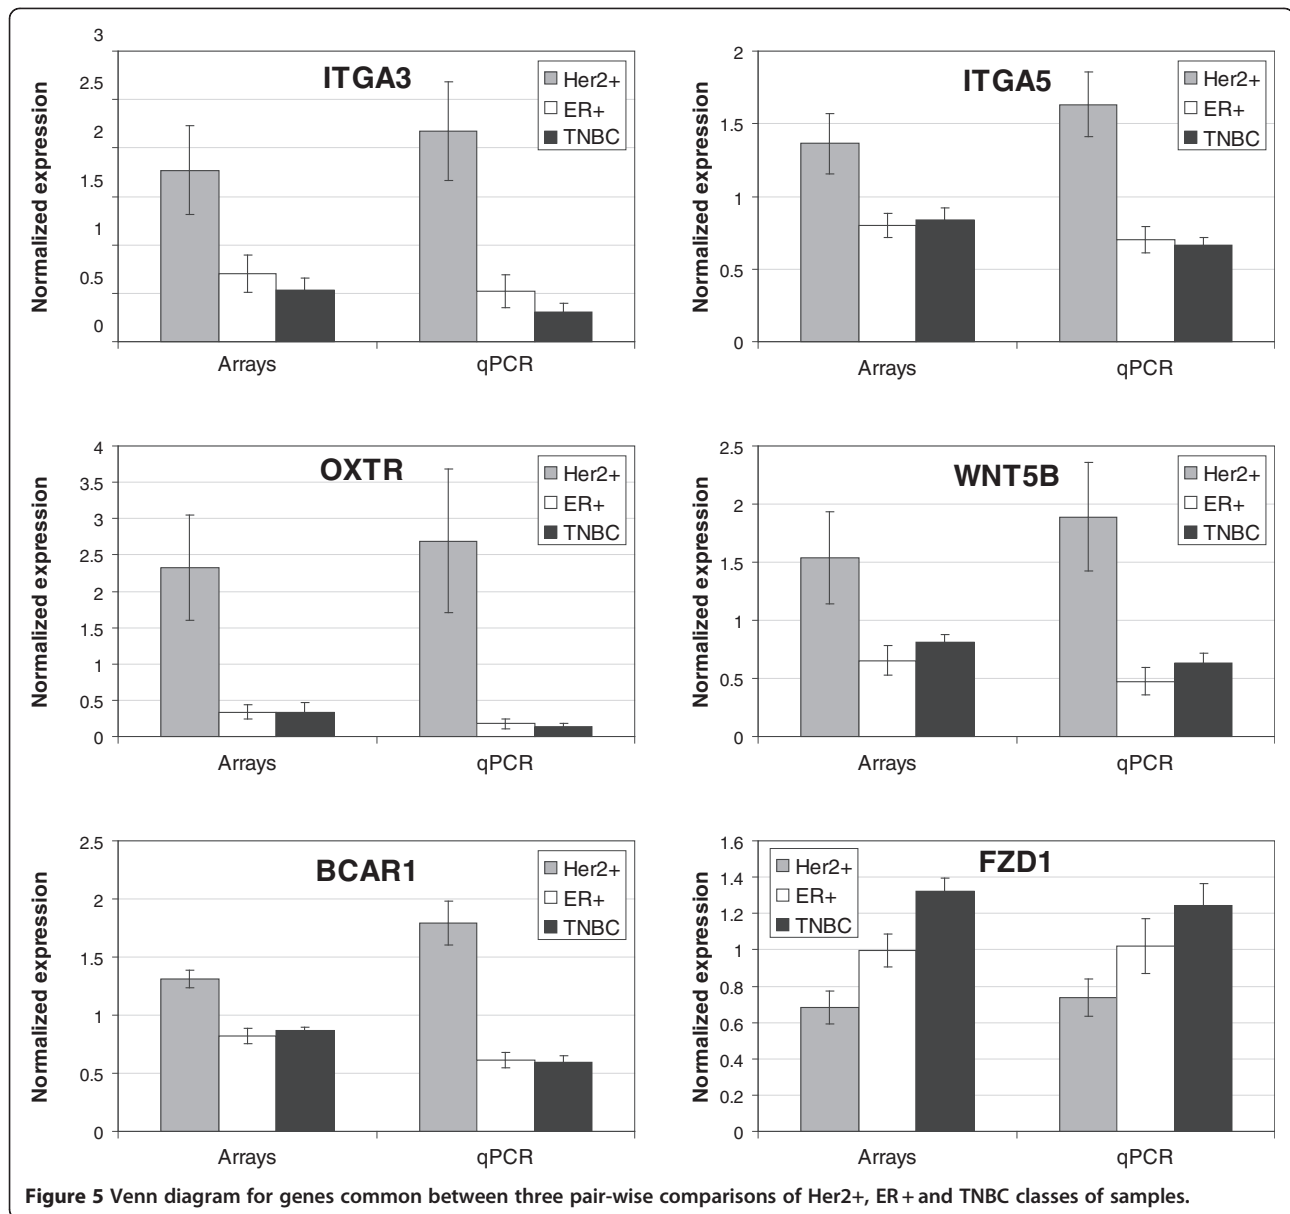 ITGA3
Normalized expression
3
2.5
2
1.5
1
0.5
0
Her2+
ER+
TNBC
Arrays
qPCR
ITGA5
Normalized expression
2
1.5
1
0.5
0
Her2+
ER+
TNBC
Arrays
qPCR
OXTR
Normalized expression
4
3.5
3
2.5
2
1.5
1
0.5
0
Her2+
ER+
TNBC
Arrays
qPCR
WNT5B
Normalized expression
2.5
2
1.5
1
0.5
0
Her2+
ER+
TNBC
Arrays
qPCR
BCAR1
Normalized expression
2.5
2
1.5
1
0.5
0
Her2+
ER+
TNBC
Arrays
qPCR
FZD1
Normalized expression
1.6
1.4
1.2
1
0.8
0.6
0.4
0.2
0
Her2+
ER+
TNBC
Arrays
qPCR
Figure 5 Venn diagram for genes common between three pair-wise comparisons of Her2+, ER + and TNBC classes of samples.